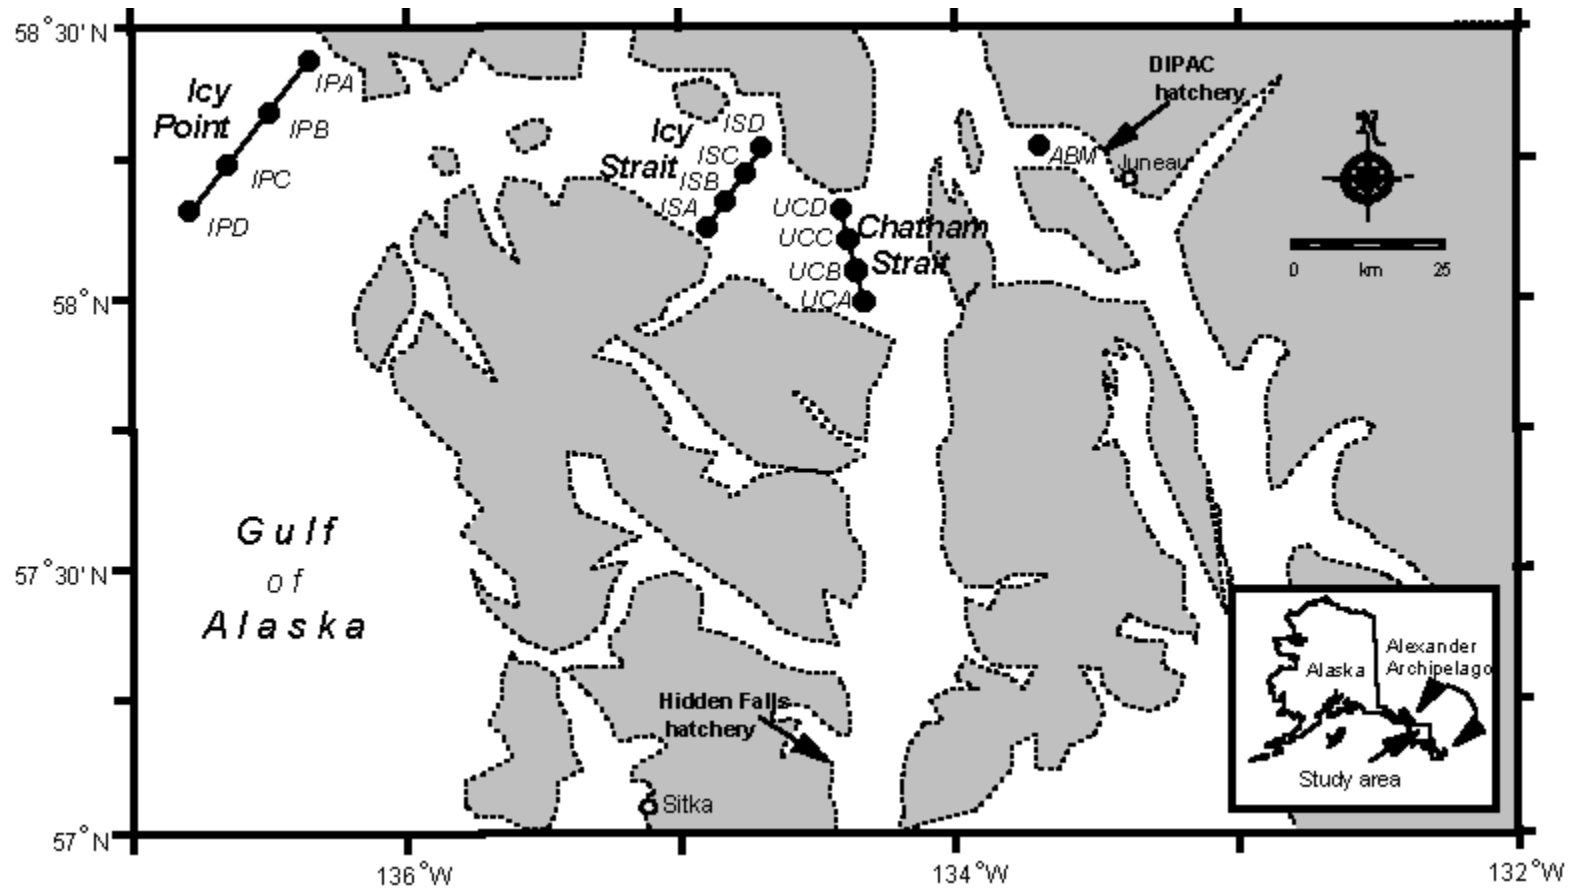 58°30'N
DIPAC
hatchery
Icy
Point
IPA
IPB
IPC
IPD
Icy
Strait
ISD
ISC
ISB
ISA
ABM
Juneau
N
UCD
UCC
UCB
UCA
Chatham
Strait
0 km 25
58°N
Gulf
of
Alaska
57°30'N
Alexander
Archipelago
Alaska
Study area
Hidden Falls
hatchery
Sitka
57°N
136°W
134°W
132°W